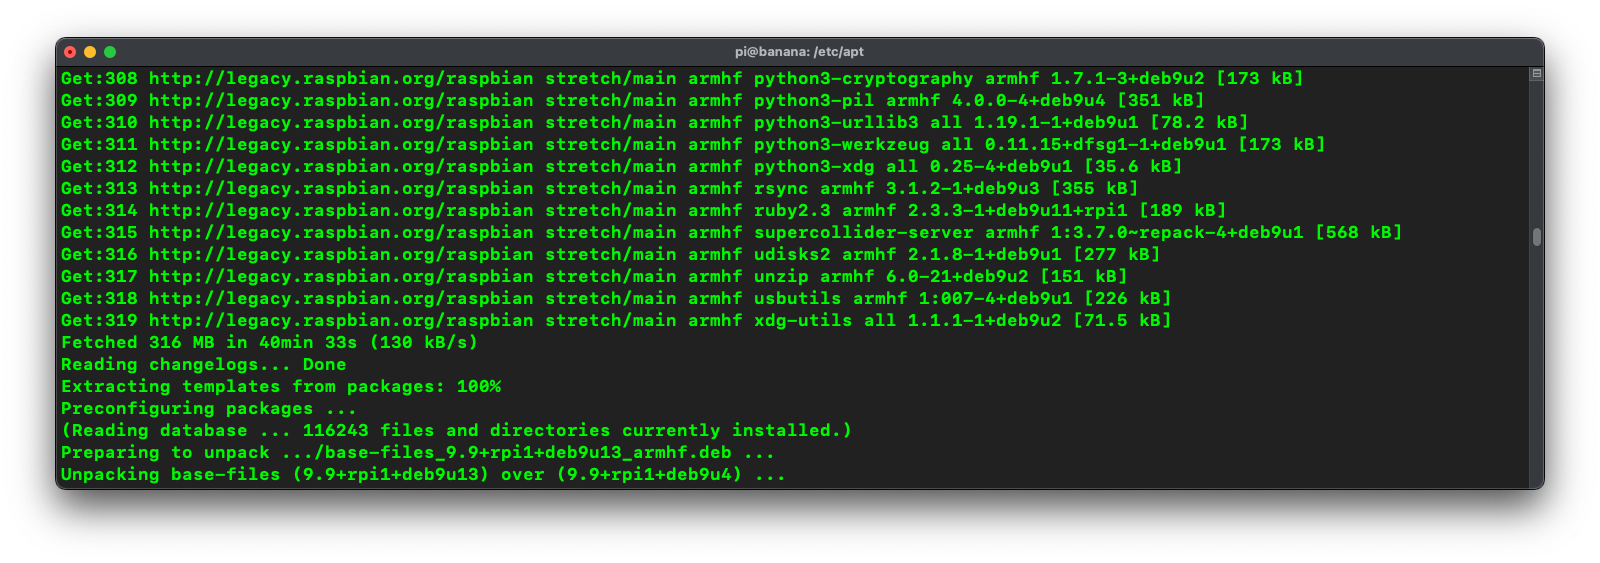 pi@banana: /etc/apt
Get:308 http://legacy.raspbian.org/raspbian stretch/main armhf python3-cryptography armhf 1.7.1-3+deb9u2 [173 kB]
Get:309 http://legacy.raspbian.org/raspbian stretch/main armhf python3-pil armhf 4.0.0-4+deb9u4 [351 kB]
Get:310 http://legacy.raspbian.org/raspbian stretch/main armhf python3-urllib3 all 1.19.1-1+deb9u1 [78.2 kB]
Get:311 http://legacy.raspbian.org/raspbian stretch/main armhf python3-werkzeug all 0.11.15+dfsg1-1+deb9u1 [173 kB]
Get:312 http://legacy.raspbian.org/raspbian stretch/main armhf python3-xdg all 0.25-4+deb9u1 [35.6 kB]
Get:313 http://legacy.raspbian.org/raspbian stretch/main armhf rsync armhf 3.1.2-1+deb9u3 [355 kB]
Get:314 http://legacy.raspbian.org/raspbian stretch/main armhf ruby2.3 armhf 2.3.3-1+deb9u11+rpi1 [189 kB]
Get:315 http://legacy.raspbian.org/raspbian stretch/main armhf supercollider-server armhf 1:3.7.0~repack-4+deb9u1 [568 kB]
Get:316 http://legacy.raspbian.org/raspbian stretch/main armhf udisks2 armhf 2.1.8-1+deb9u1 [277 kB]
Get:317 http://legacy.raspbian.org/raspbian stretch/main armhf unzip armhf 6.0-21+deb9u2 [151 kB]
Get:318 http://legacy.raspbian.org/raspbian stretch/main armhf usbutils armhf 1:007-4+deb9u1 [226 kB]
Get:319 http://legacy.raspbian.org/raspbian stretch/main armhf xdg-utils all 1.1.1-1+deb9u2 [71.5 kB]
Fetched 316 MB in 40min 33s (130 kB/s)
Reading changelogs... Done
Extracting templates from packages: 100%
Preconfiguring packages ...
(Reading database ... 116243 files and directories currently installed.)
Preparing to unpack .../base-files_9.9+rpi1+deb9u13_armhf.deb ...
Unpacking base-files (9.9+rpi1+deb9u13) over (9.9+rpi1+deb9u4) ...